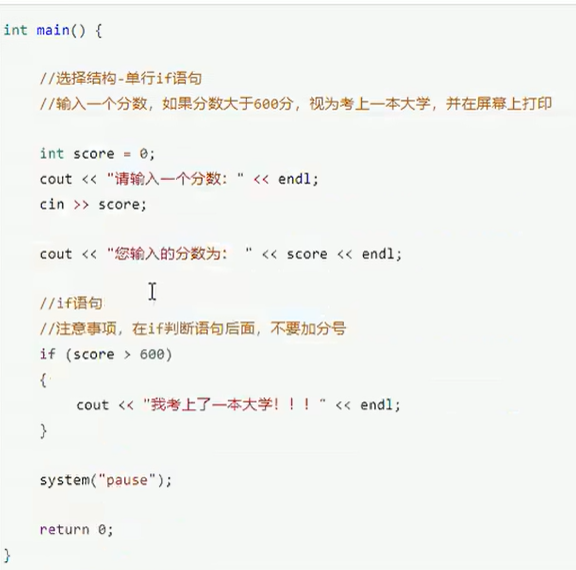 int main() {
//选择结构-单行if语句
//输入一个分数，如果分数大于600分，视为考上一本大学，并在屏幕上打印
int score = 0;
cout << "请输入一个分数：" << endl;
cin >> score;
cout << "您输入的分数为： " << score << endl;
//if语句
//注意事项，在if判断语句后面，不要加分号
if (score > 600)
{
cout << "我考上了一本大学！！！" << endl;
}
system("pause");
return 0;
}